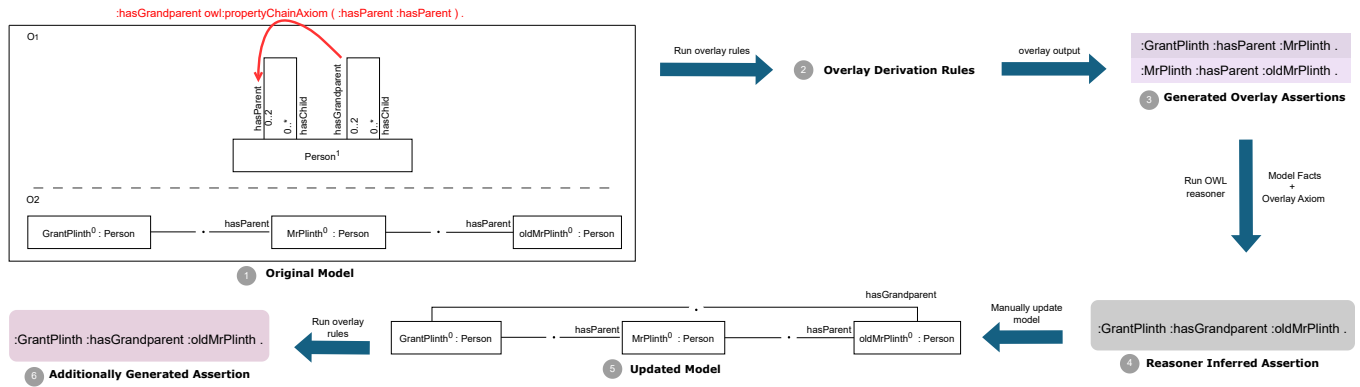 :hasGrandparent owl:propertyChainAxiom ( :hasParent :hasParent ) .
O1
hasParent
0..2
0..*
hasChild
hasGrandparent
0..2
0..*
hasChild
Person¹
O2
GrantPlinth⁰ : Person
hasParent
MrPlinth⁰ : Person
hasParent
oldMrPlinth⁰ : Person
1 Original Model
Run overlay rules
2 Overlay Derivation Rules
overlay output
:GrantPlinth :hasParent :MrPlinth .
:MrPlinth :hasParent :oldMrPlinth .
3 Generated Overlay Assertions
Run OWL
reasoner
Model Facts
+
Overlay Axiom
:GrantPlinth :hasGrandparent :oldMrPlinth .
4 Reasoner Inferred Assertion
Manually update
model
hasGrandparent
GrantPlinth⁰ : Person
hasParent
MrPlinth⁰ : Person
hasParent
oldMrPlinth⁰ : Person
5 Updated Model
Run overlay
rules
:GrantPlinth :hasGrandparent :oldMrPlinth .
6 Additionally Generated Assertion